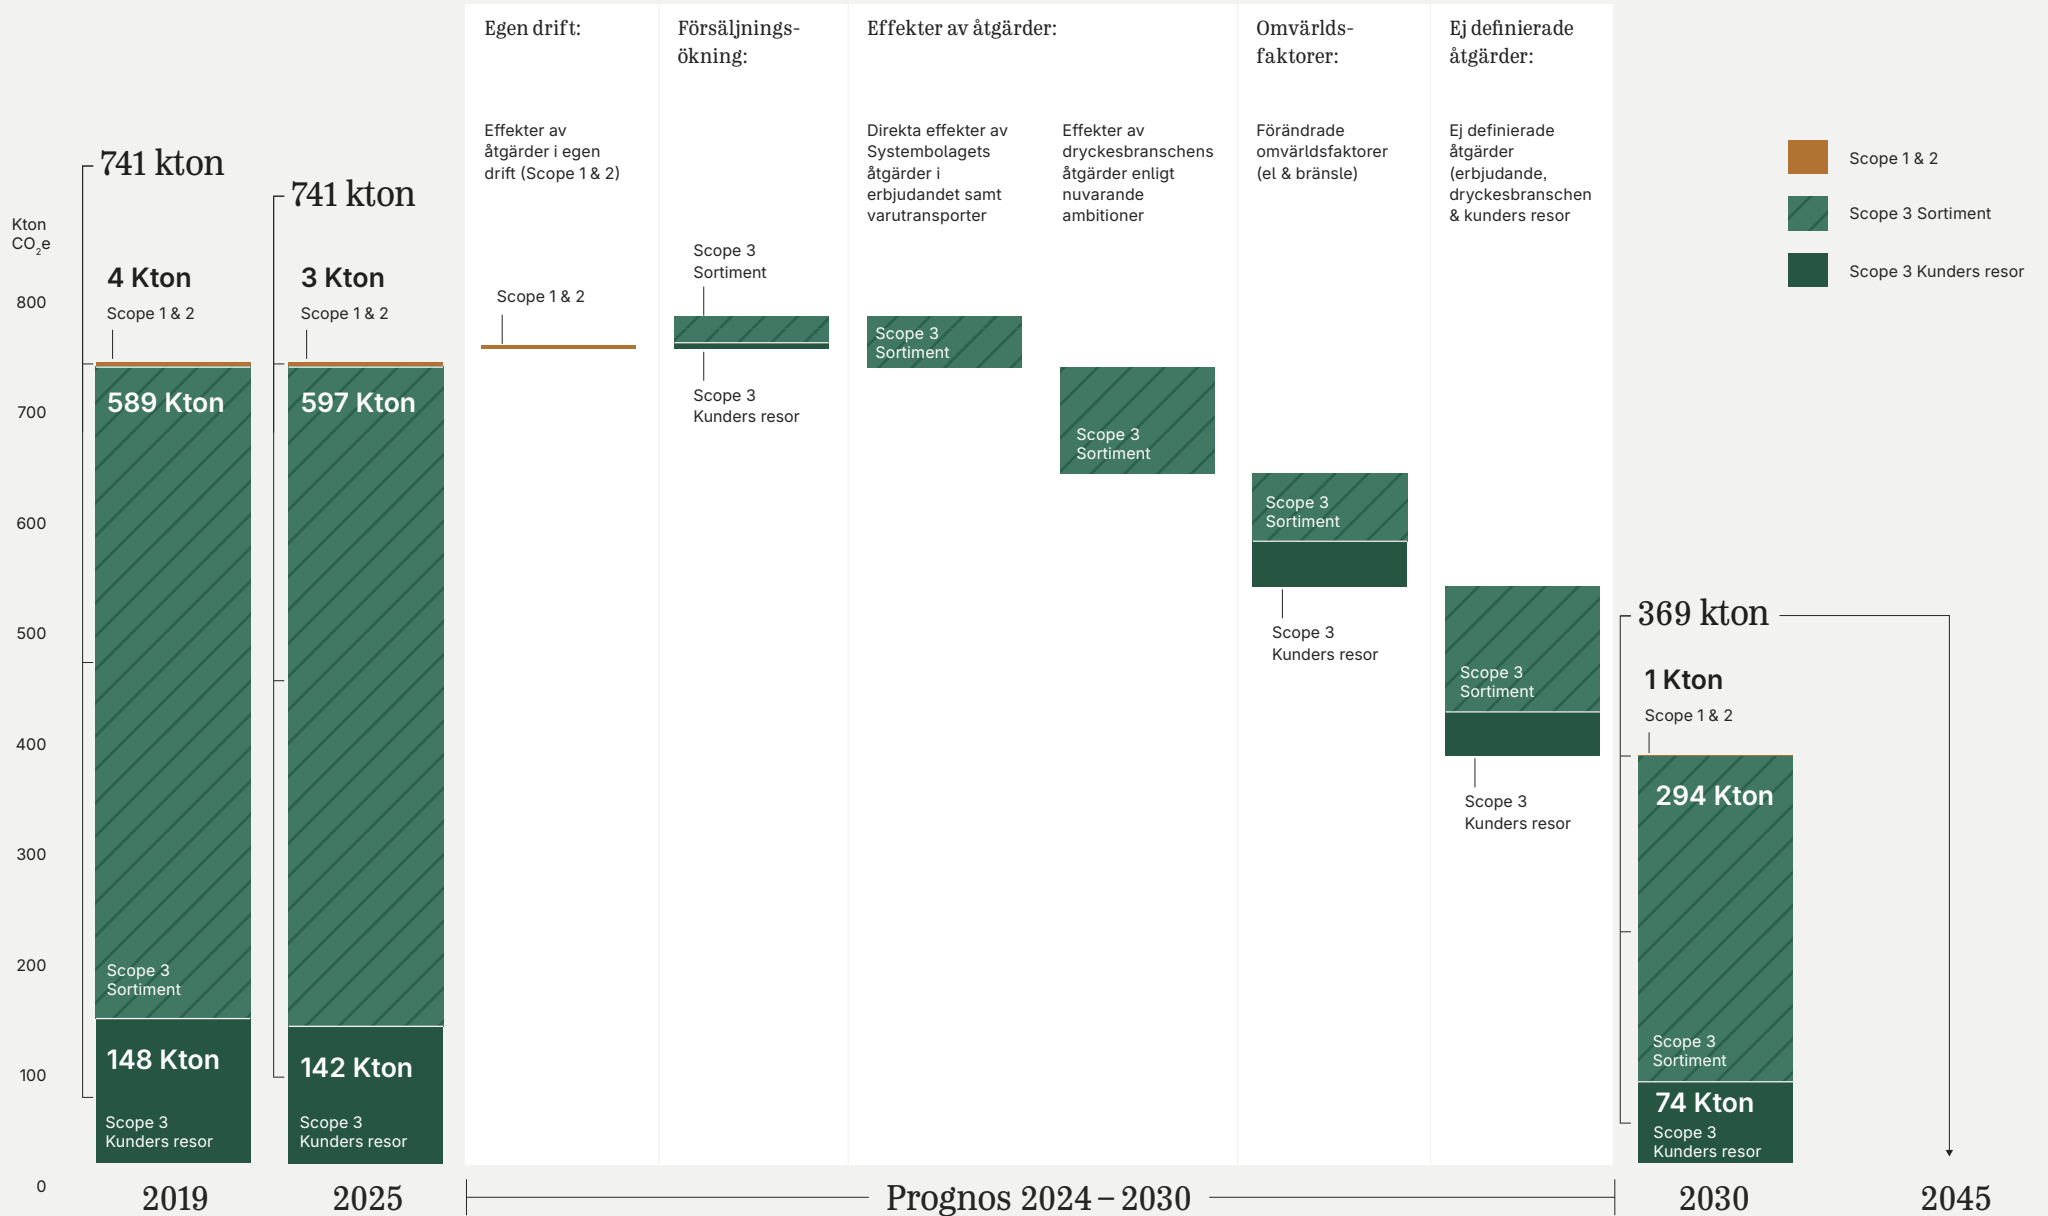 Egen drift:
Försäljnings-
ökning:
Effekter av åtgärder:
Omvärlds-
faktorer:
Ej definierade
åtgärder:
Effekter av
åtgärder i egen
drift (Scope 1 & 2)
Direkta effekter av
Systembolagets
åtgärder i
erbjudandet samt
varutransporter
Effekter av
dryckesbranschens
åtgärder enligt
nuvarande
ambitioner
Förändrade
omvärldsfaktorer
(el & bränsle)
Ej definierade
åtgärder
(erbjudande,
dryckesbranschen
& kunders resor
Scope 1 & 2
Scope 3 Sortiment
Scope 3 Kunders resor
Kton
CO2e
800
700
600
500
400
300
200
100
0
741 kton
4 Kton
Scope 1 & 2
589 Kton
Scope 3
Sortiment
148 Kton
Scope 3
Kunders resor
2019
741 kton
3 Kton
Scope 1 & 2
597 Kton
142 Kton
Scope 3
Kunders resor
2025
Scope 1 & 2
Scope 3
Sortiment
Scope 3
Kunders resor
Scope 3
Sortiment
Scope 3
Sortiment
Scope 3
Sortiment
Scope 3
Kunders resor
Scope 3
Sortiment
Scope 3
Kunders resor
Prognos 2024 – 2030
369 kton
1 Kton
Scope 1 & 2
294 Kton
Scope 3
Sortiment
74 Kton
Scope 3
Kunders resor
2030
2045